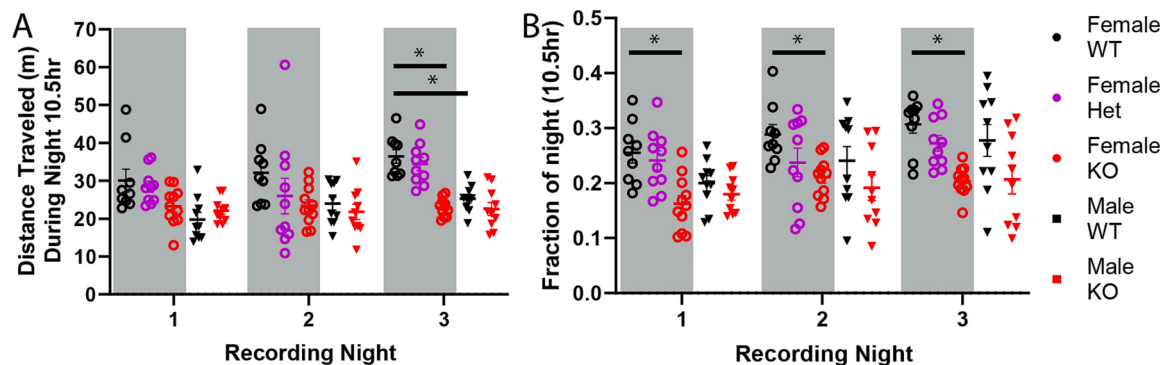 A
Distance Traveled (m)
During Night 10.5hr
70
60
50
40
30
20
10
0
*
*
1
2
3
Recording Night
B
Fraction of night (10.5hr)
0.5
0.4
0.3
0.2
0.1
0.0
*
*
*
1
2
3
Recording Night
Female
WT
Female
Het
Female
KO
Male
WT
Male
KO